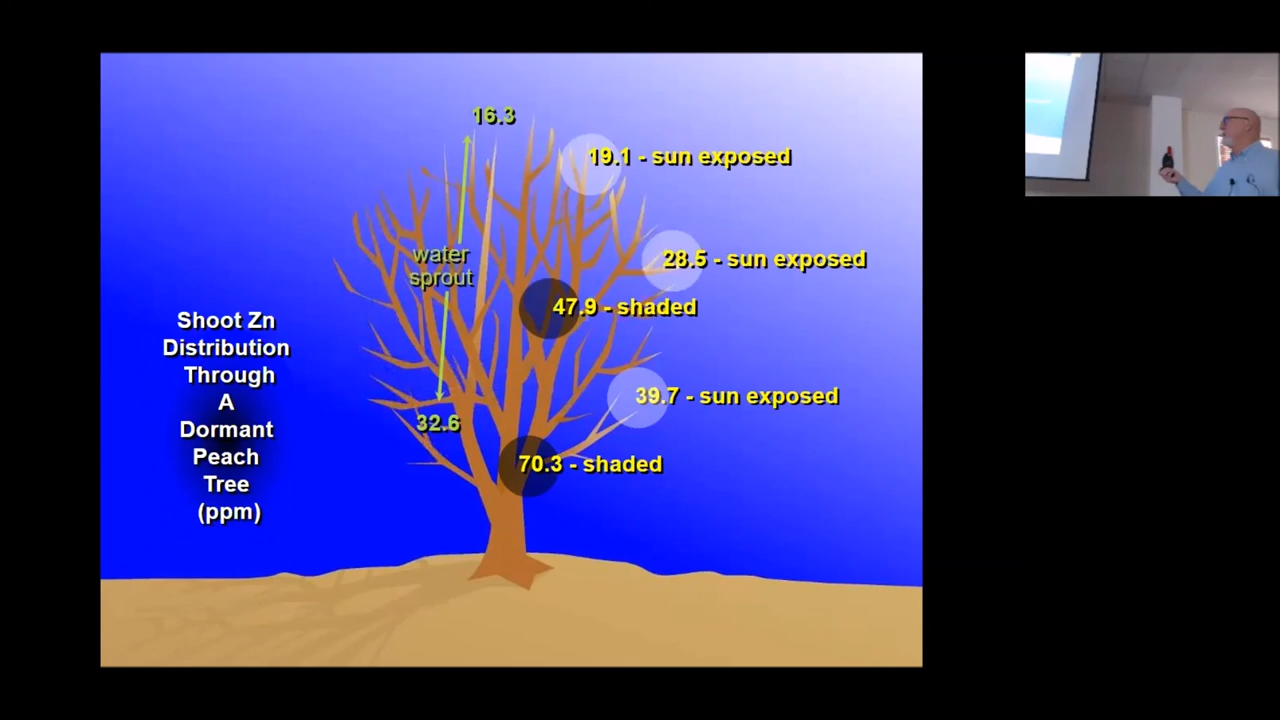 16.3
19.1 - sun exposed
water
sprout
28.5 - sun exposed
47.9 - shaded
Shoot Zn
Distribution
Through
A
Dormant
Peach
Tree
(ppm)
39.7 - sun exposed
32.6
70.3 - shaded